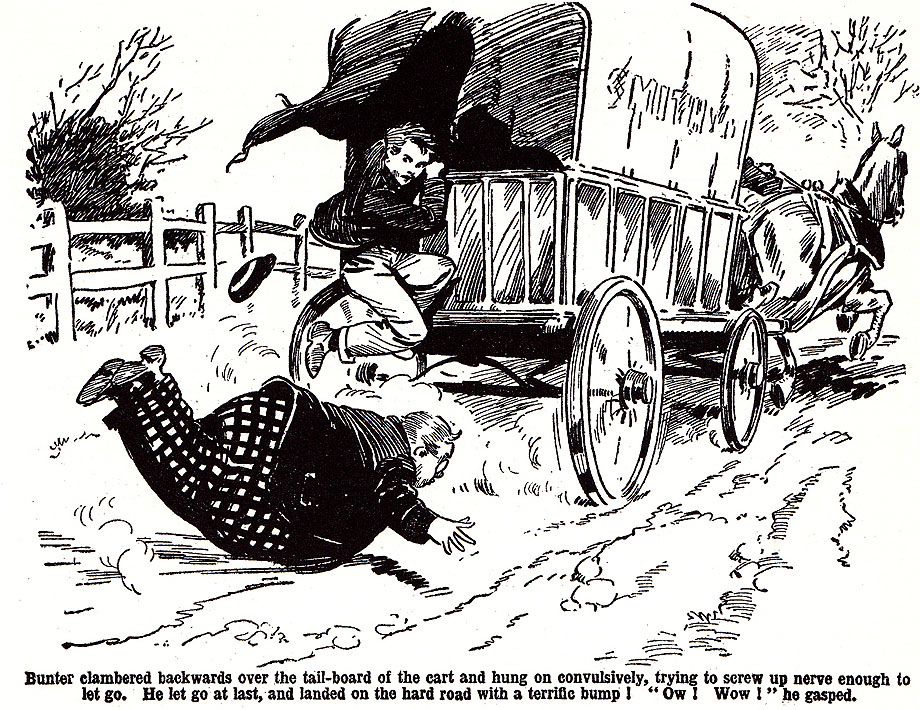 Bunter clambered backwards over the tail-board of the cart and hung on convulsively, trying to screw up nerve enough to
let go. He let go at last, and landed on the hard road with a terrific bump! "Ow! Wow!" he gasped.